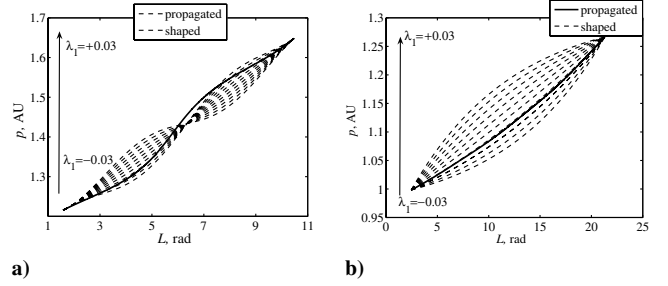 propagated
shaped
1.7
1.6
1.5
1.4
1.3
p, AU
λ1=+0.03
λ1=−0.03
1 3 5 7 9 11
L, rad
a)
propagated
shaped
1.3
1.25
1.2
1.15
1.1
1.05
1
0.95
p, AU
λ1=+0.03
λ1=−0.03
0 5 10 15 20 25
L, rad
b)